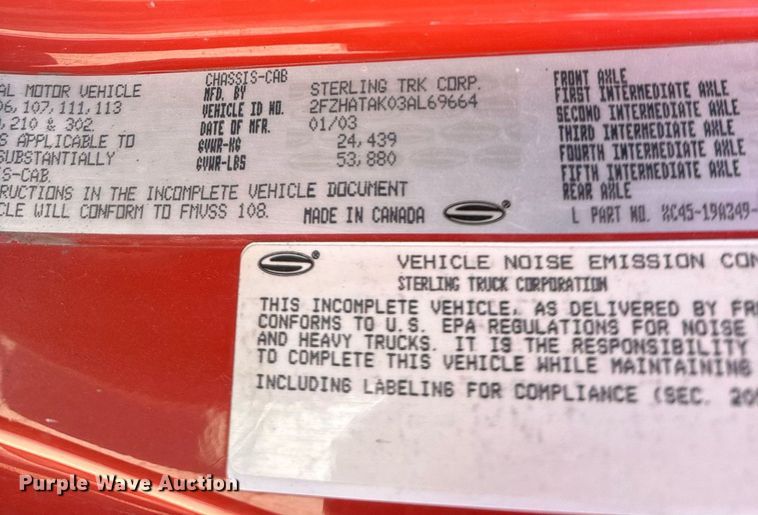 AL MOTOR VEHICLE
06, 107, 111, 113
, 210 & 302.
S APPLICABLE TO
SUBSTANTIALLY
S-CAB.
RUCTIONS IN THE INCOMPLETE VEHICLE DOCUMENT
CLE WILL CONFORM TO FMVSS 108. MADE IN CANADA
CHASSIS-CAB
MFD. BY STERLING TRK CORP.
VEHICLE ID NO. 2FZHATAK03AL69664
DATE OF MFR. 01/03
GVWR-KG 24,439
GVWR-LBS 53,880
FRONT AXLE
FIRST INTERMEDIATE AXLE
SECOND INTERMEDIATE AXLE
THIRD INTERMEDIATE AXLE
FOURTH INTERMEDIATE AXLE
FIFTH INTERMEDIATE AXLE
REAR AXLE
L PART NO. XC45-19A349-
VEHICLE NOISE EMISSION CON
STERLING TRUCK CORPORATION
THIS INCOMPLETE VEHICLE, AS DELIVERED BY FR
CONFORMS TO U.S. EPA REGULATIONS FOR NOISE
AND HEAVY TRUCKS. IT IS THE RESPONSIBILITY
TO COMPLETE THIS VEHICLE WHILE MAINTAINING
INCLUDING LABELING FOR COMPLIANCE (SEC. 20
Purple Wave Auction